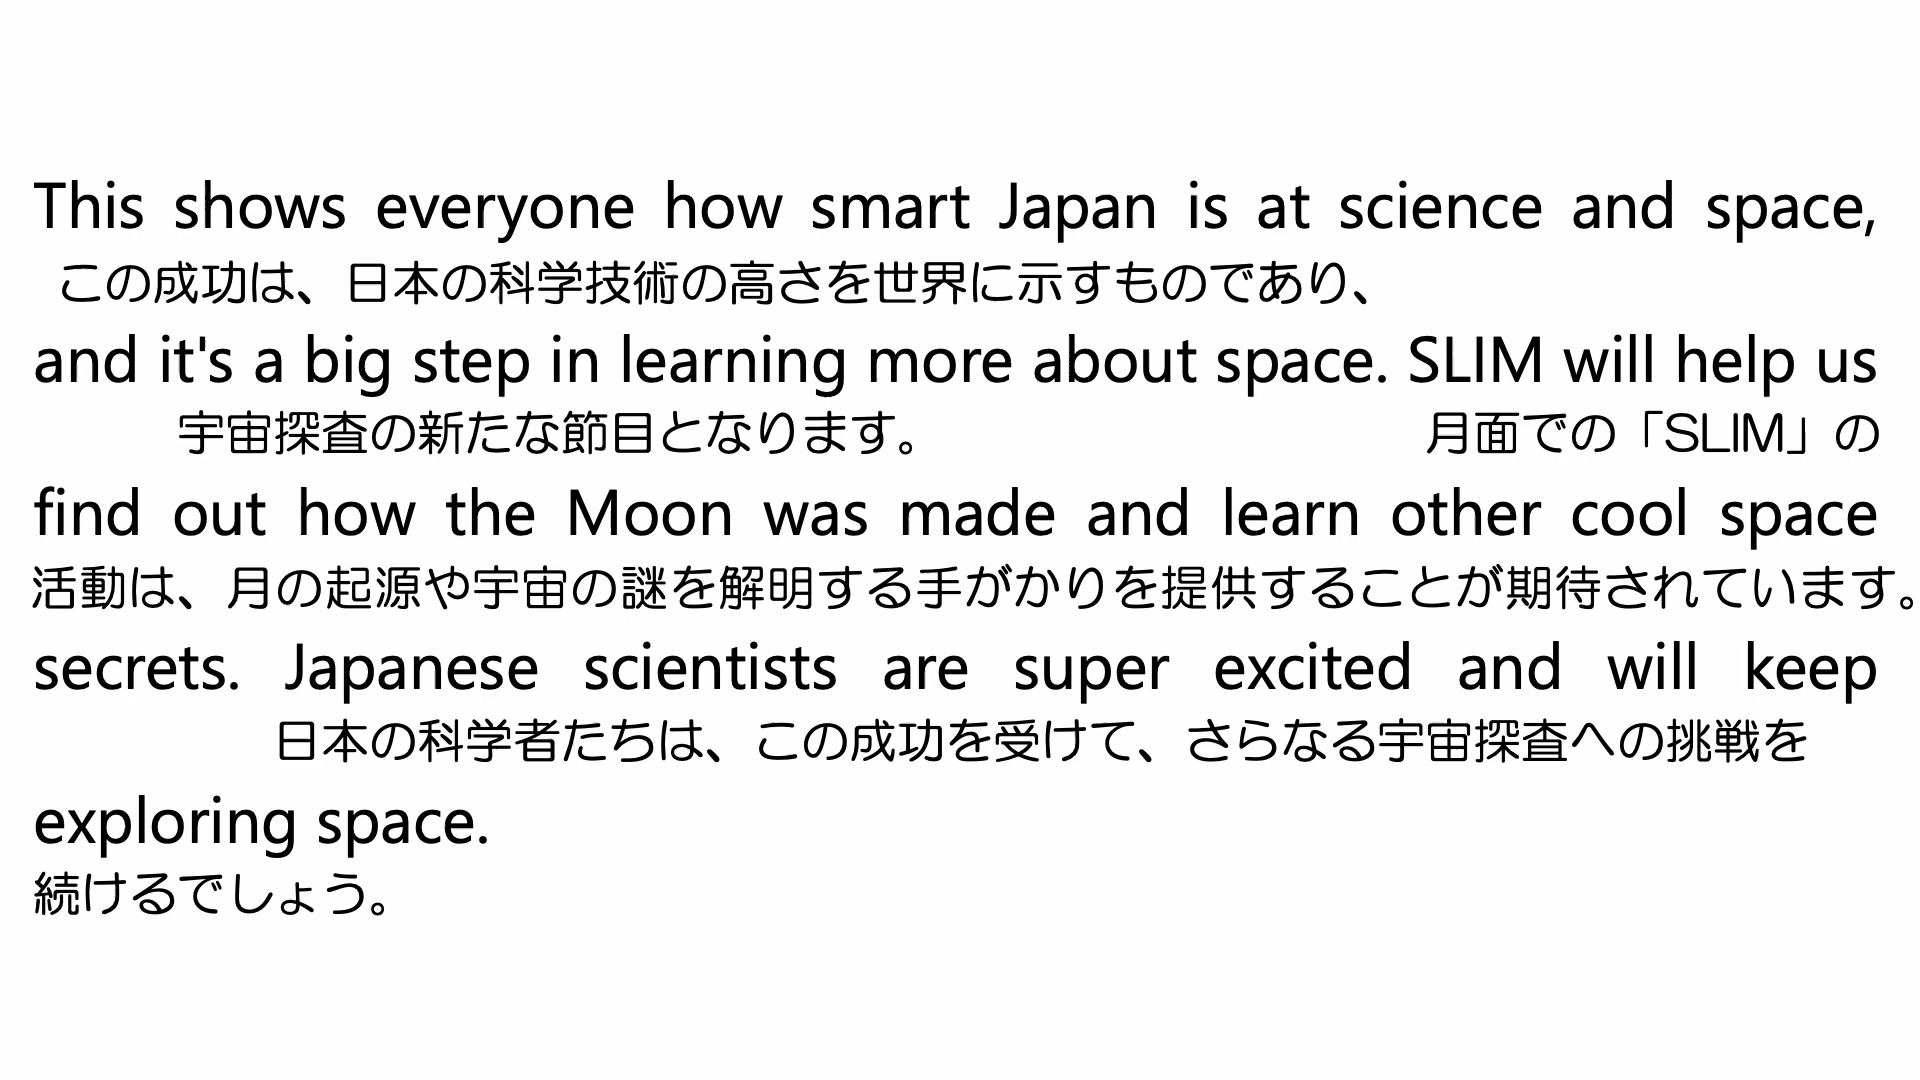 This shows everyone how smart Japan is at science and space,
この成功は、日本の科学技術の高さを世界に示すものであり、
and it's a big step in learning more about space. SLIM will help us
宇宙探査の新たな節目となります。 月面での「SLIM」の
find out how the Moon was made and learn other cool space
活動は、月の起源や宇宙の謎を解明する手がかりを提供することが期待されています。
secrets. Japanese scientists are super excited and will keep
日本の科学者たちは、この成功を受けて、さらなる宇宙探査への挑戦を
exploring space.
続けるでしょう。